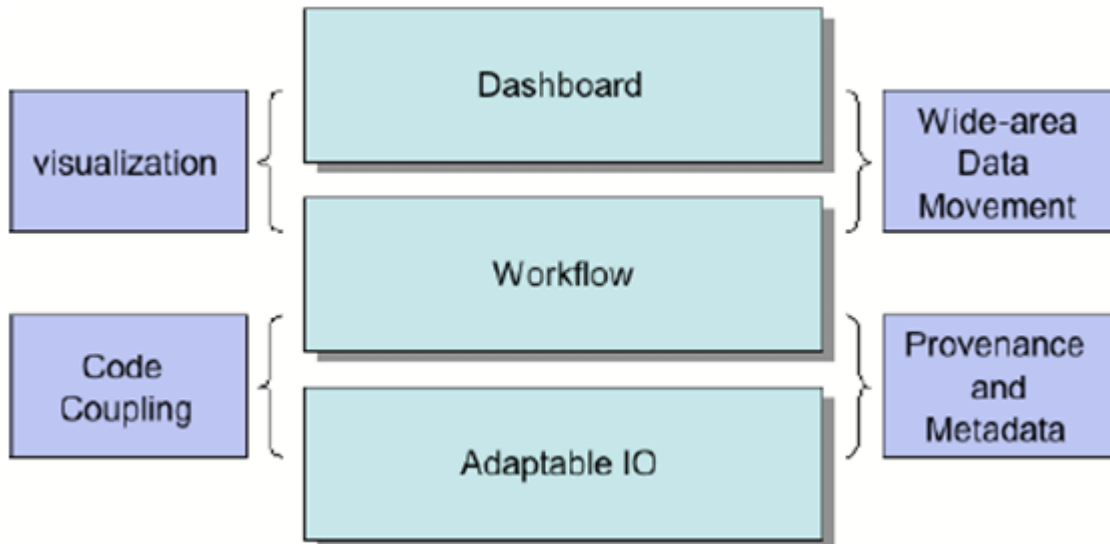 Dashboard
visualization
Wide-area
Data
Movement
Workflow
Code
Coupling
Provenance
and
Metadata
Adaptable IO